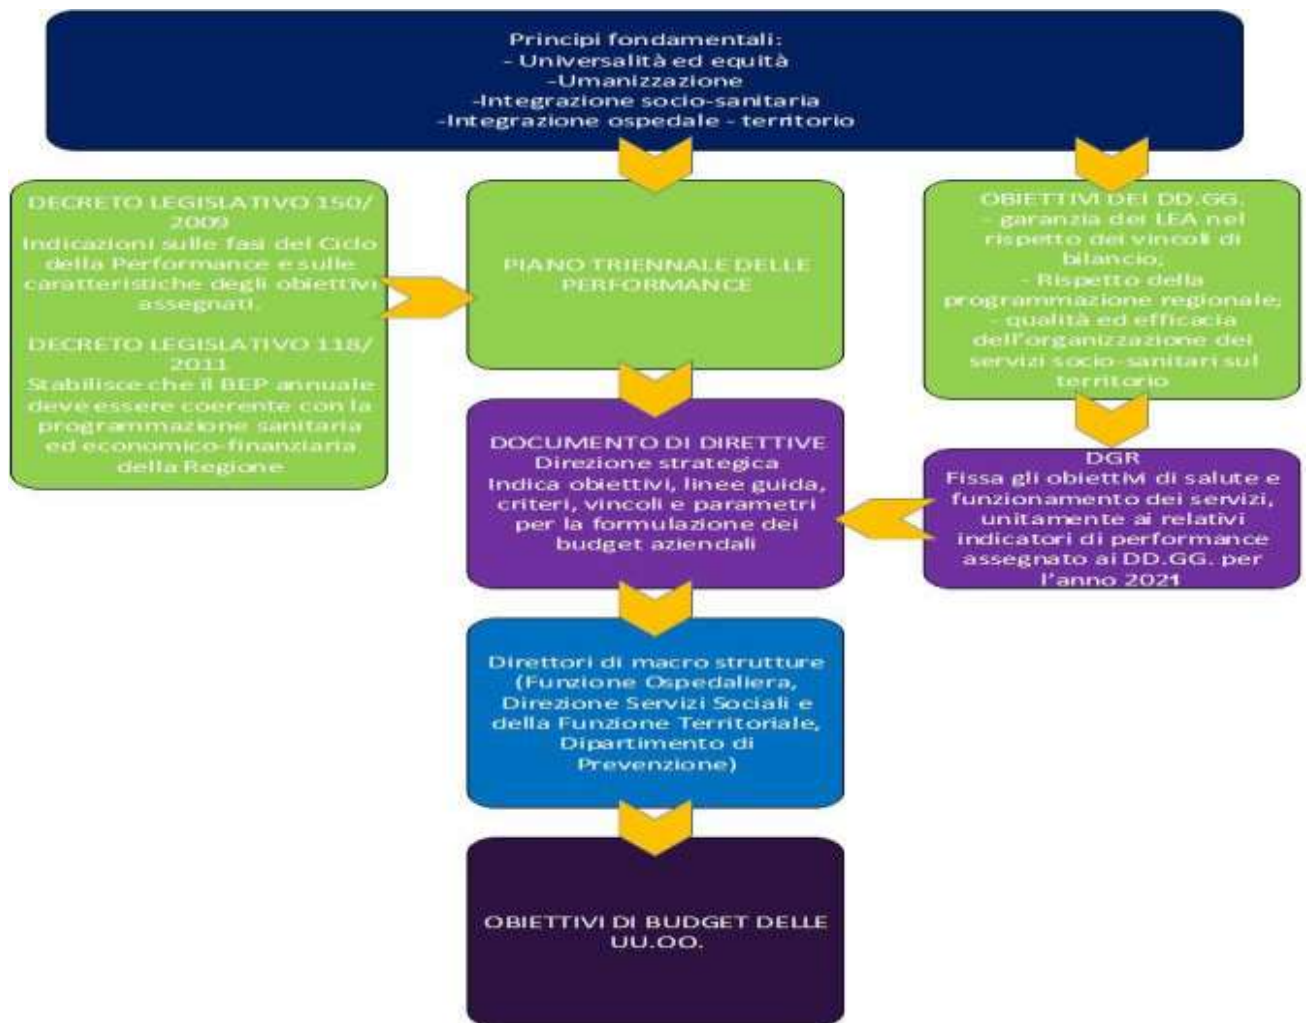 Principi fondamentali:
- Universalità ed equità
-Umanizzazione
-Integrazione socio-sanitaria
-Integrazione ospedale - territorio
DECRETO LEGISLATIVO 150/
2009
Indicazioni sulle fasi del Ciclo
della Performance e sulle
caratteristiche degli obiettivi
assegnati.
DECRETO LEGISLATIVO 118/
2011
Stabilisce che il BEP annuale
deve essere coerente con la
programmazione sanitaria
ed economico-finanziaria
della Regione
PIANO TRIENNALE DELLE
PERFORMANCE
OBIETTIVI DEI DD.GG.
- garanzia dei LEA nel
rispetto dei vincoli di
bilancio;
- Rispetto della
programmazione regionale;
- qualità ed efficacia
dell'organizzazione dei
servizi socio-sanitari sul
territorio
DOCUMENTO DI DIRETTIVE
Direzione strategica
Indica obiettivi, linee guida,
criteri, vincoli e parametri
per la formulazione dei
budget aziendali
DGR
Fissa gli obiettivi di salute e
funzionamento dei servizi,
unitamente ai relativi
indicatori di performance
assegnato ai DD.GG. per
l'anno 2021
Direttori di macro strutture
(Funzione Ospedaliera,
Direzione Servizi Sociali e
della Funzione Territoriale,
Dipartimento di
Prevenzione)
OBIETTIVI DI BUDGET DELLE
UU.OO.